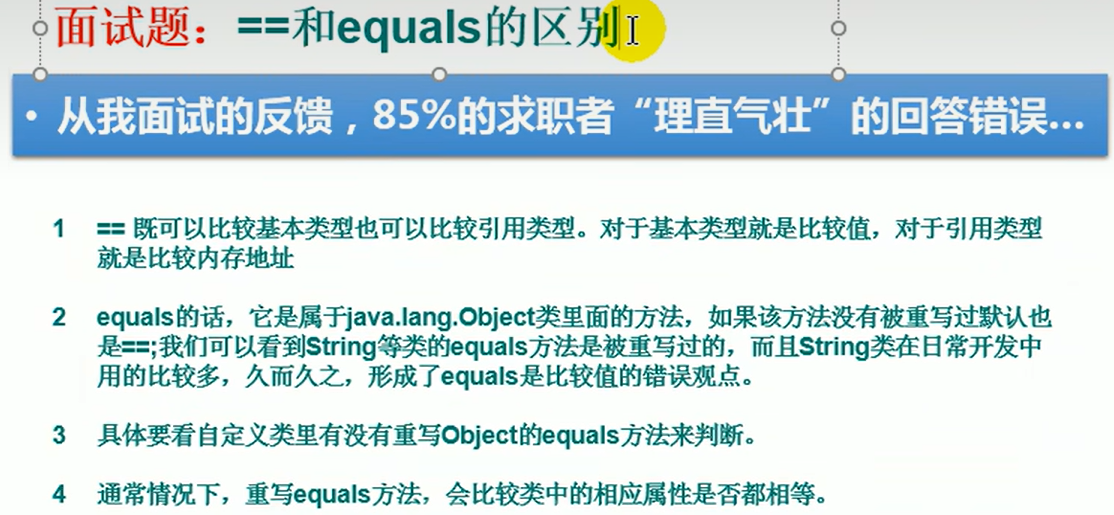 面试题：==和equals的区别
• 从我面试的反馈，85%的求职者“理直气壮”的回答错误...
1 == 既可以比较基本类型也可以比较引用类型。对于基本类型就是比较值，对于引用类型
就是比较内存地址
2 equals的话，它是属于java.lang.Object类里面的方法，如果该方法没有被重写过默认也
是==;我们可以看到String等类的equals方法是被重写过的，而且String类在日常开发中
用的比较多，久而久之，形成了equals是比较值的错误观点。
3 具体要看自定义类里有没有重写Object的equals方法来判断。
4 通常情况下，重写equals方法，会比较类中的相应属性是否都相等。